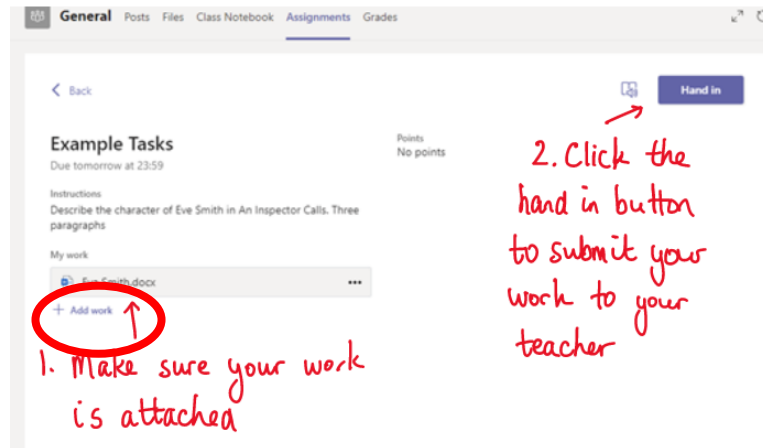 General Posts Files Class Notebook Assignments Grades
Back
Hand in
Example Tasks
Due tomorrow at 23:59
Points
No points
Instructions
Describe the character of Eve Smith in An Inspector Calls. Three
paragraphs
My work
Eve Smith.docx
+ Add work
1. Make sure your work
is attached
2. Click the
hand in button
to submit your
work to your
teacher